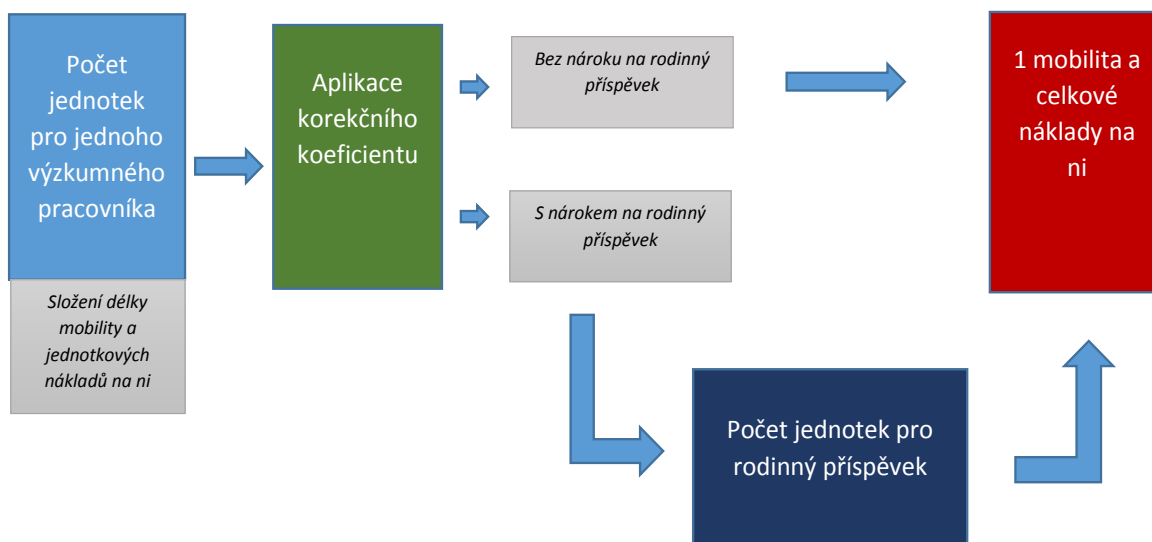 Počet
jednotek
pro jednoho
výzkumného
pracovníka
Složení délky
mobility a
jednotkových
nákladů na ni
Aplikace
korekčního
koeficientu
Bez nároku na rodinný
příspěvek
S nárokem na rodinný
příspěvek
Počet jednotek pro
rodinný příspěvek
1 mobilita a
celkové
náklady na
ni